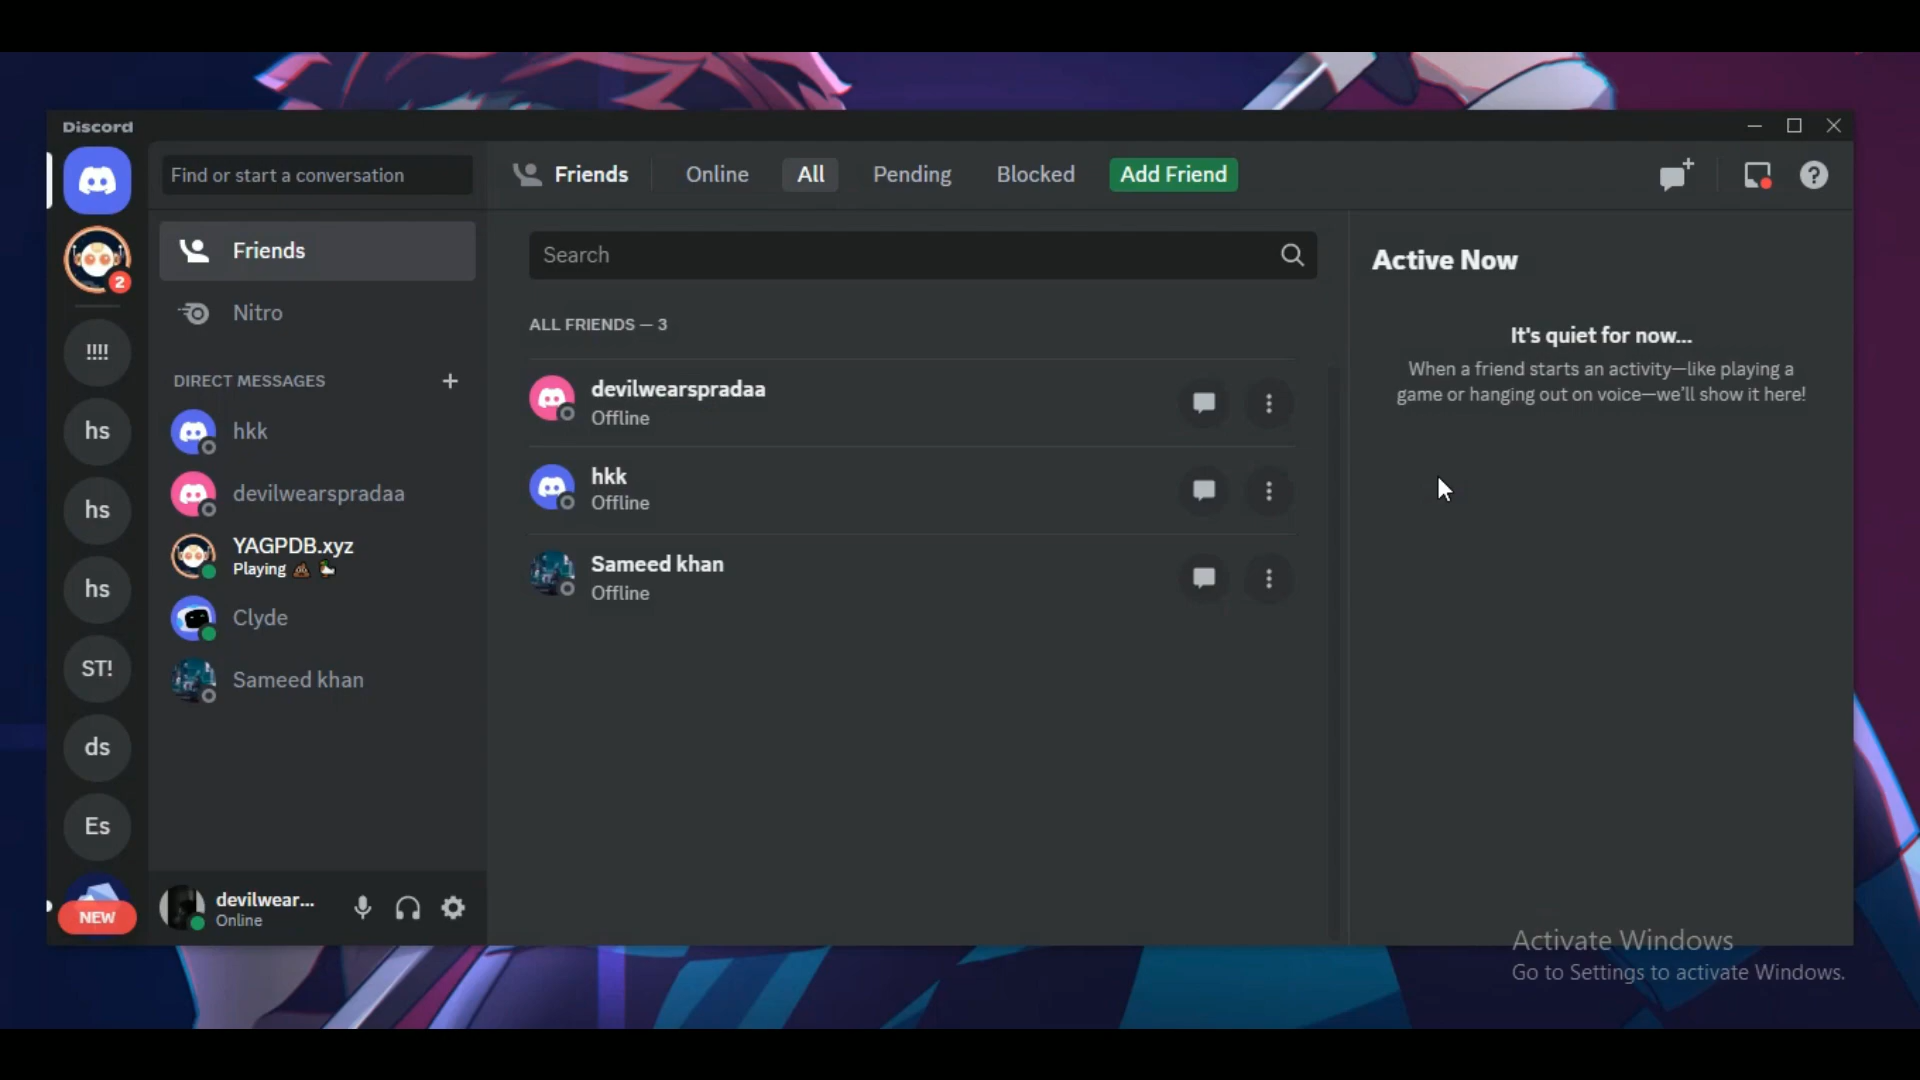 Discord
Find or start a conversation
Friends
Online
All
Pending
Blocked
Add Friend
2
!!!!
hs
hs
hs
ST!
ds
Es
NEW
Friends
Nitro
DIRECT MESSAGES
hkk
devilwearspradaa
YAGPDB.xyz
Playing 💩 🦆
Clyde
Sameed khan
devilwear...
Online
Search
ALL FRIENDS — 3
devilwearspradaa
Offline
hkk
Offline
Sameed khan
Offline
Active Now
It's quiet for now...
When a friend starts an activity—like playing a
game or hanging out on voice—we'll show it here!
Activate Windows
Go to Settings to activate Windows.